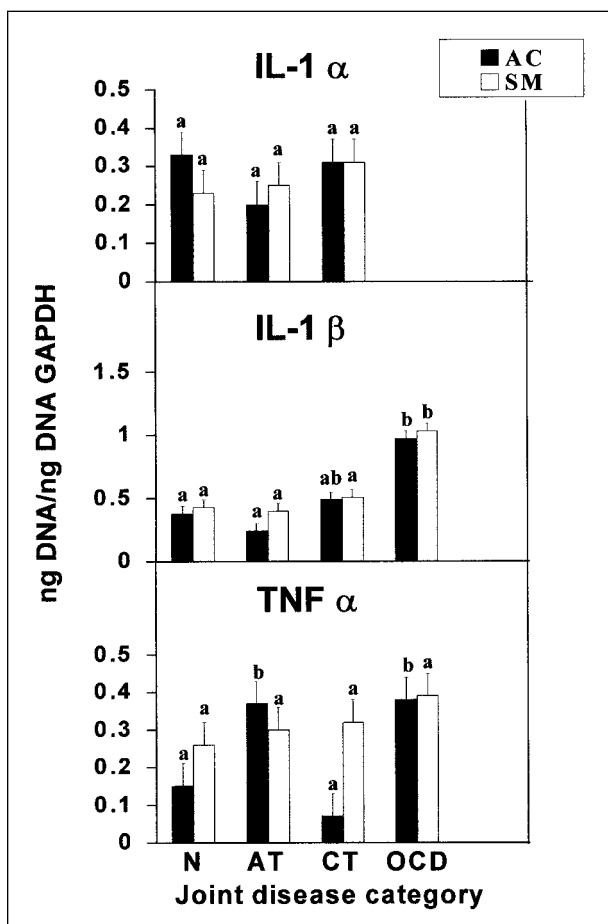 AC
SM
IL-1 α
0.5
0.4
0.3
0.2
0.1
0
a a a a a a
IL-1 β
1.5
1
0.5
0
a a a a ab a b b
TNF α
0.5
0.4
0.3
0.2
0.1
0
a a b a a a b a
ng DNA/ng DNA GAPDH
N AT CT OCD
Joint disease category